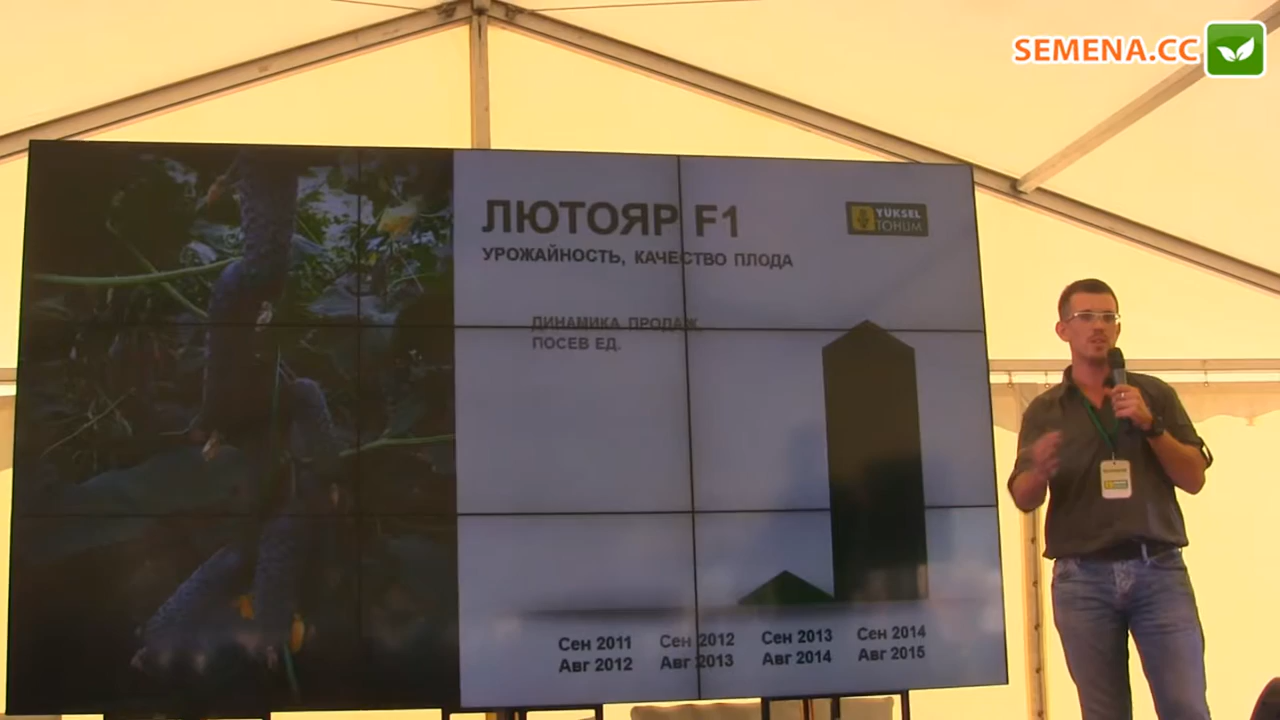 SEMENA.CC
ЛЮТОЯР F1
YÜKSEL
TOHUM
УРОЖАЙНОСТЬ, КАЧЕСТВО ПЛОДА
ДИНАМИКА ПРОДАЖ,
ПОСЕВ ЕД.
Сен 2011 Сен 2012 Сен 2013 Сен 2014
Авг 2012 Авг 2013 Авг 2014 Авг 2015